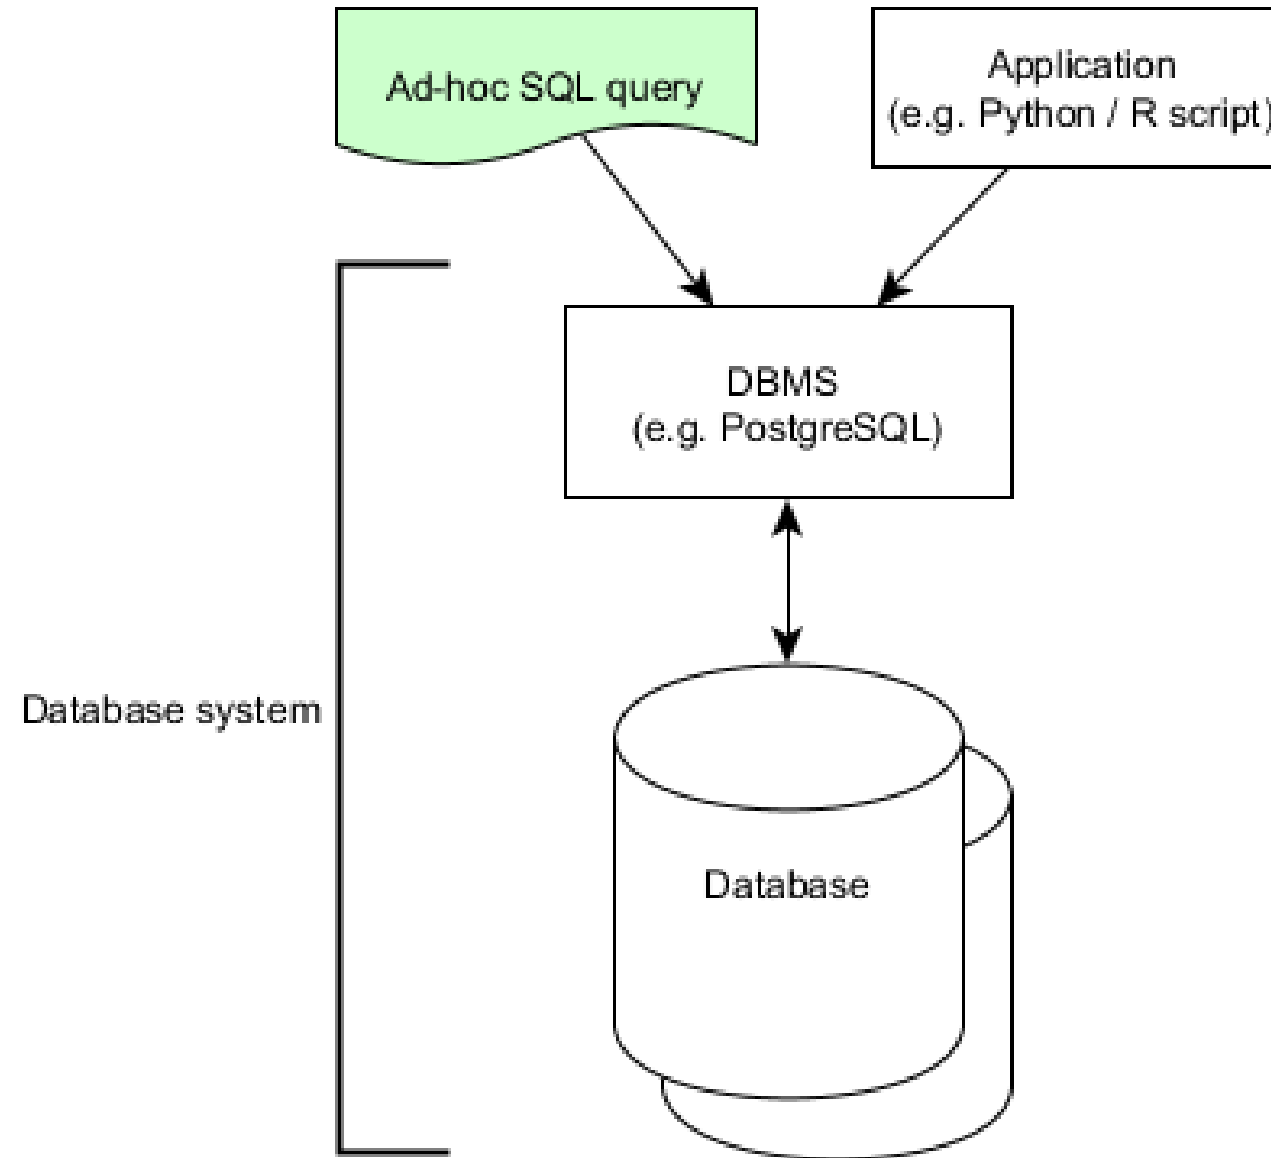 Ad-hoc SQL query
Application
(e.g. Python / R script)
DBMS
(e.g. PostgreSQL)
Database system
Database